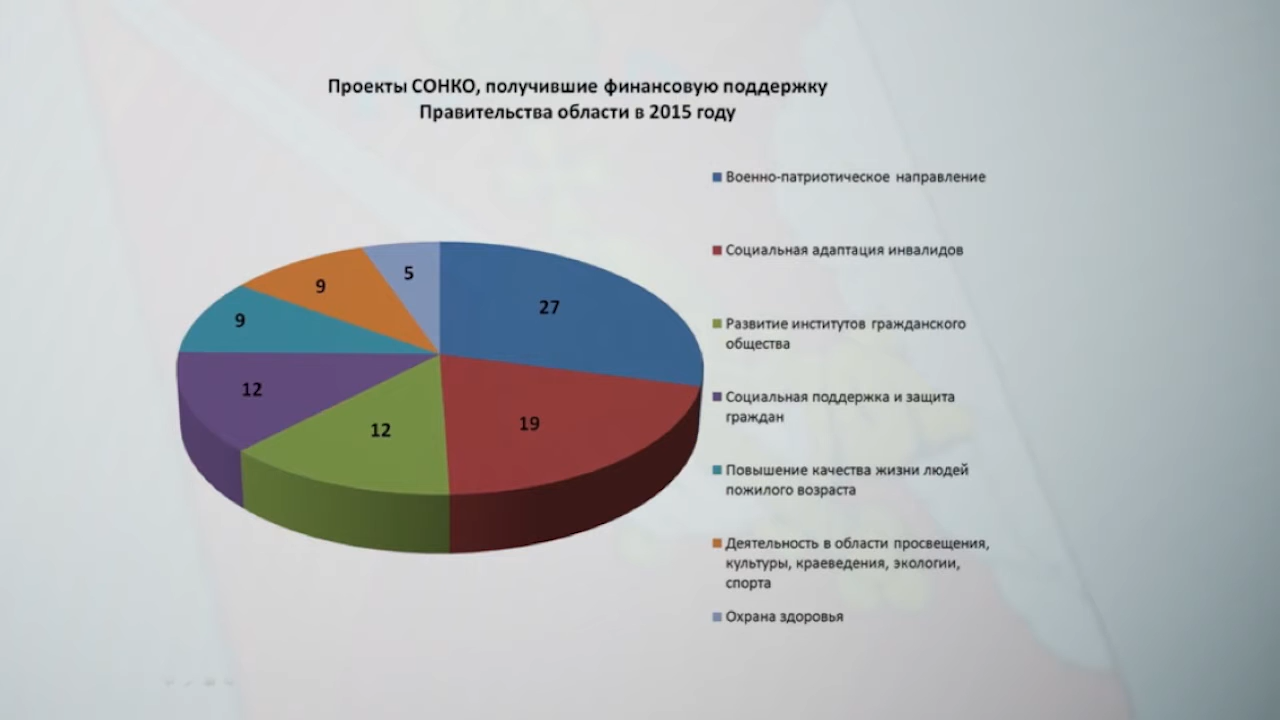 Проекты СОНКО, получившие финансовую поддержку
Правительства области в 2015 году
Военно-патриотическое направление
Социальная адаптация инвалидов
Развитие институтов гражданского
общества
Социальная поддержка и защита
граждан
Повышение качества жизни людей
пожилого возраста
Деятельность в области просвещения,
культуры, краеведения, экологии,
спорта
Охрана здоровья
5
9
27
9
12
19
12